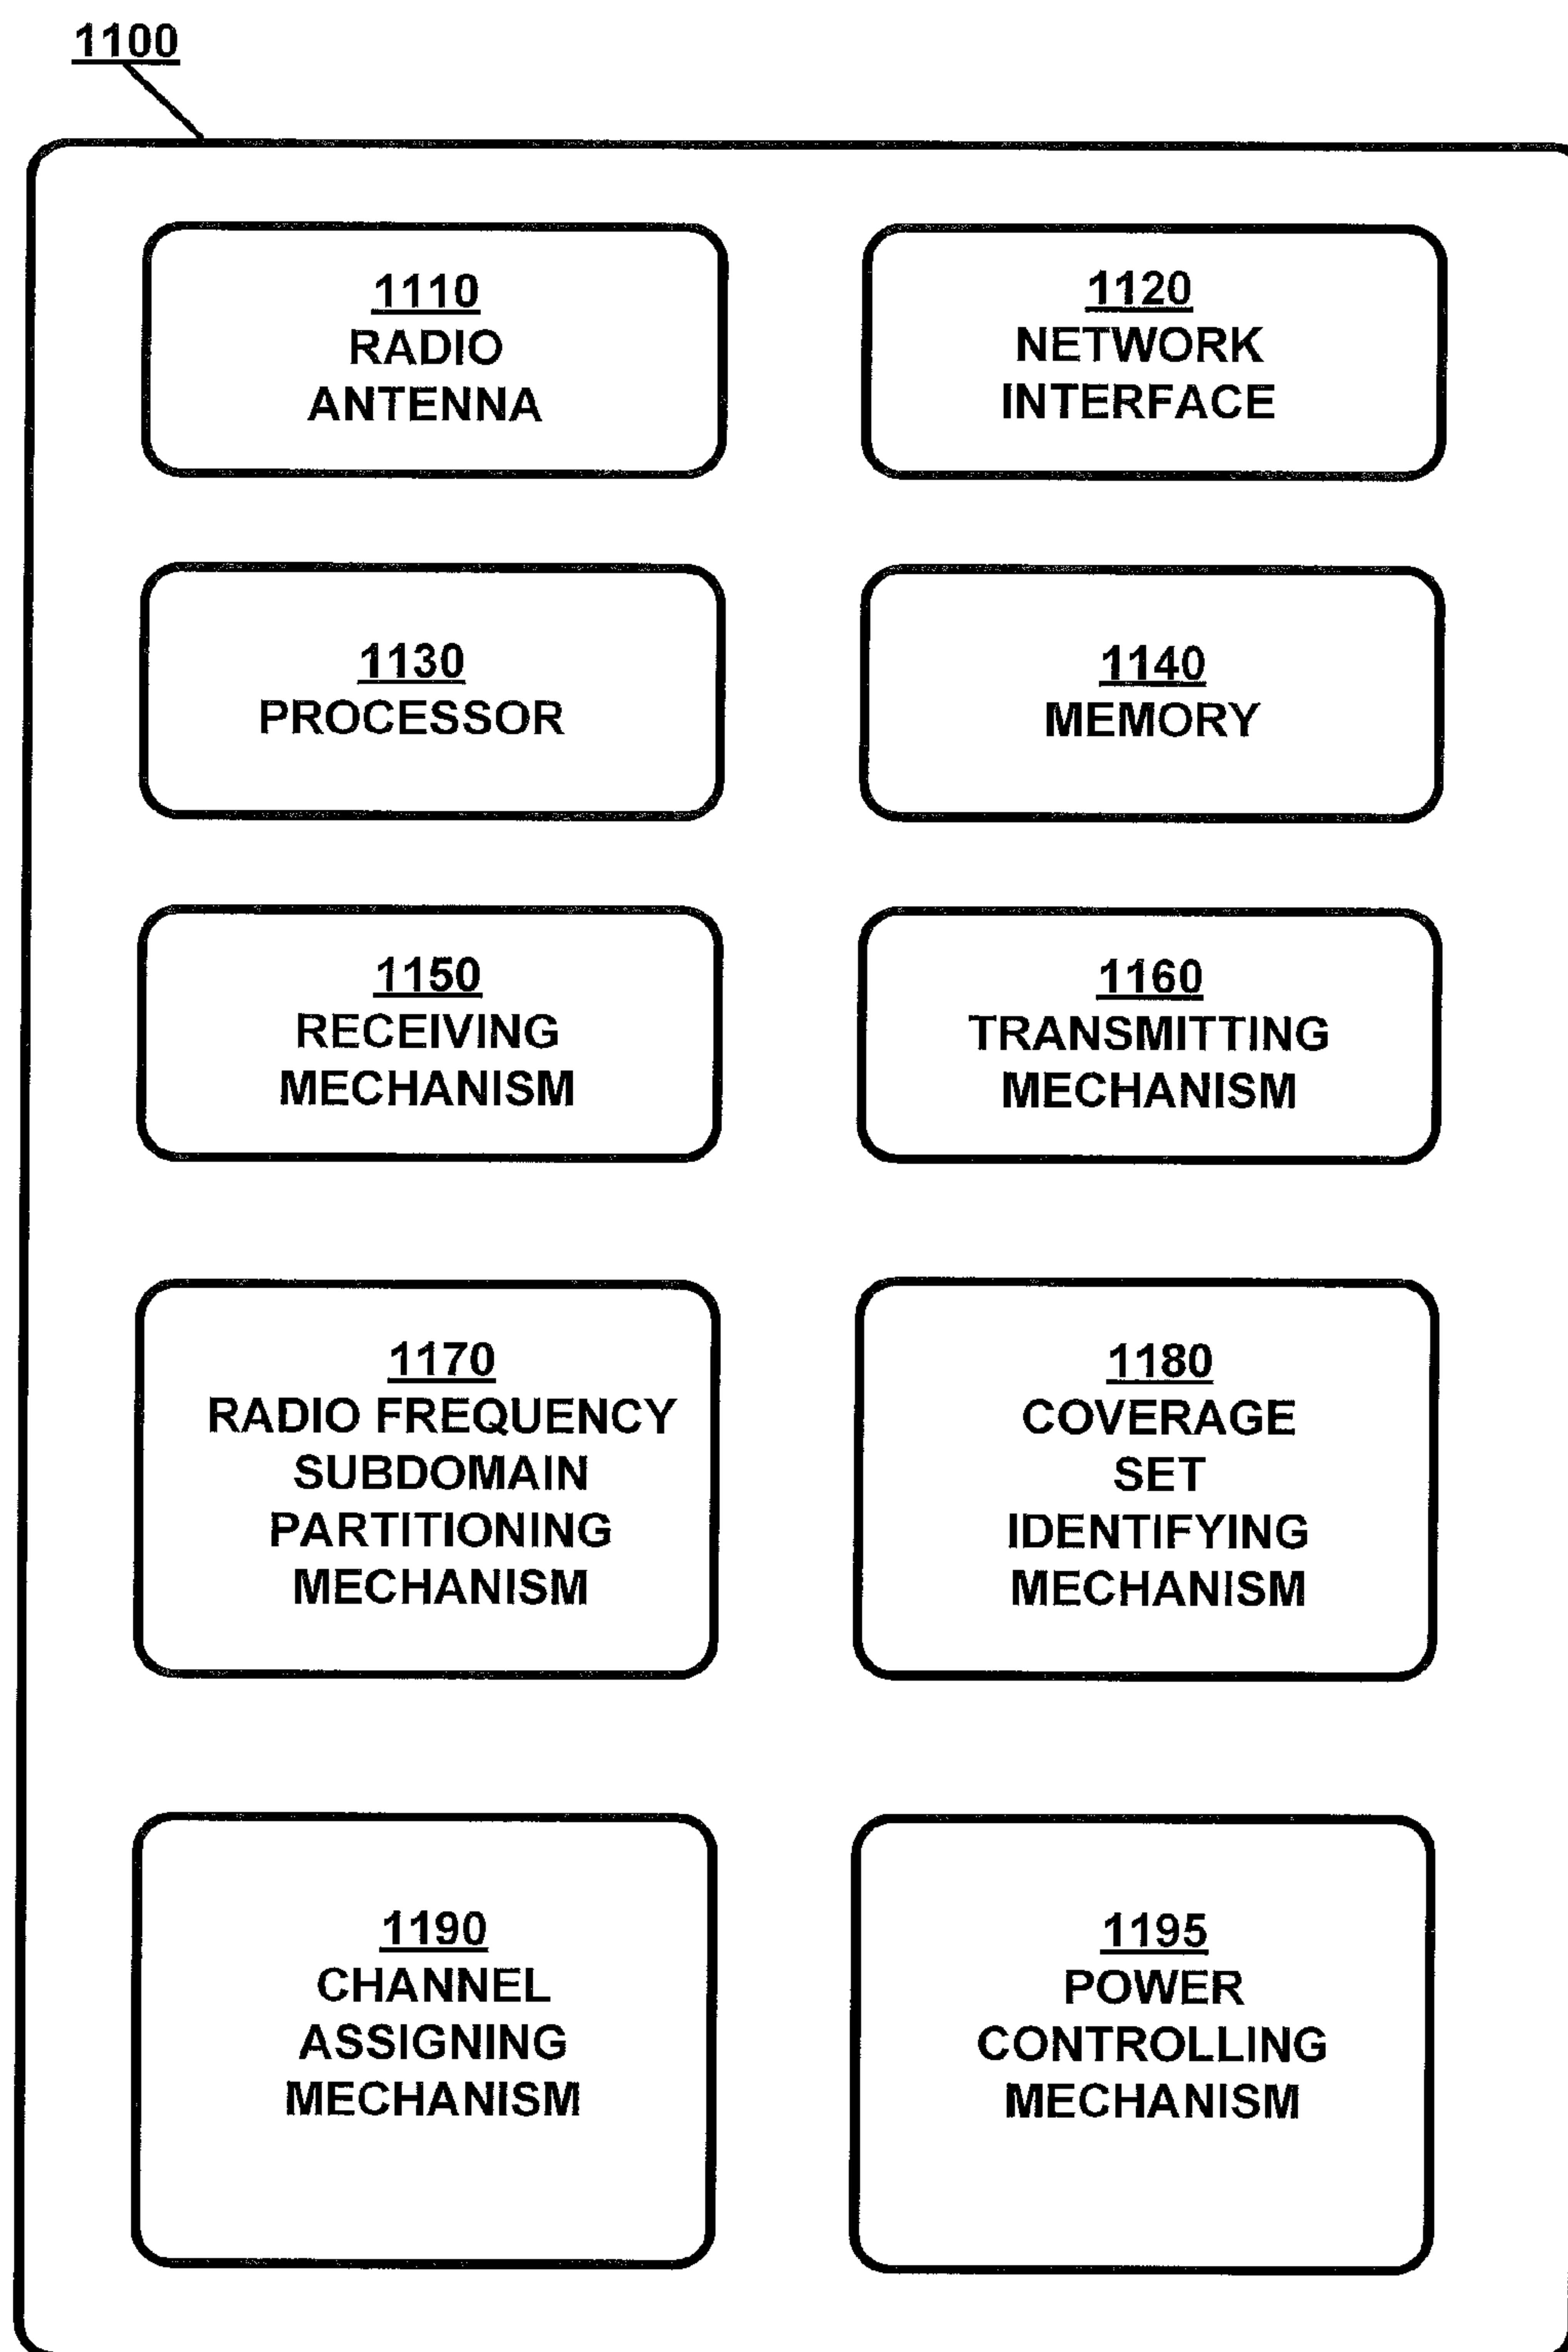 1100
1110
RADIO
ANTENNA
1120
NETWORK
INTERFACE
1130
PROCESSOR
1140
MEMORY
1150
RECEIVING
MECHANISM
1160
TRANSMITTING
MECHANISM
1170
RADIO FREQUENCY
SUBDOMAIN
PARTITIONING
MECHANISM
1180
COVERAGE
SET
IDENTIFYING
MECHANISM
1190
CHANNEL
ASSIGNING
MECHANISM
1195
POWER
CONTROLLING
MECHANISM